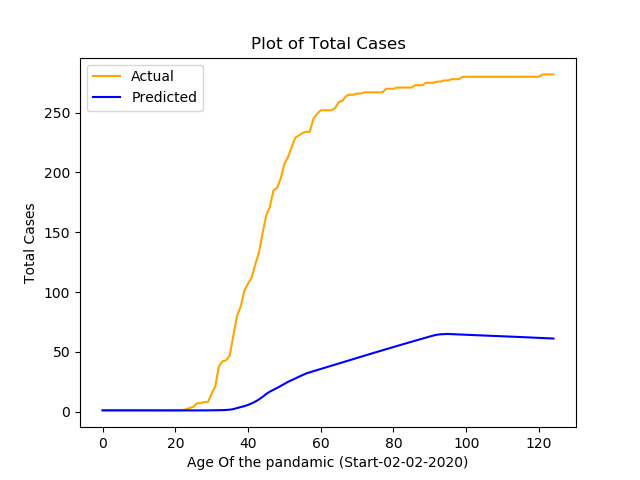 Plot of Total Cases
Actual
Predicted
Total Cases
250
200
150
100
50
0
0 20 40 60 80 100 120
Age Of the pandamic (Start-02-02-2020)